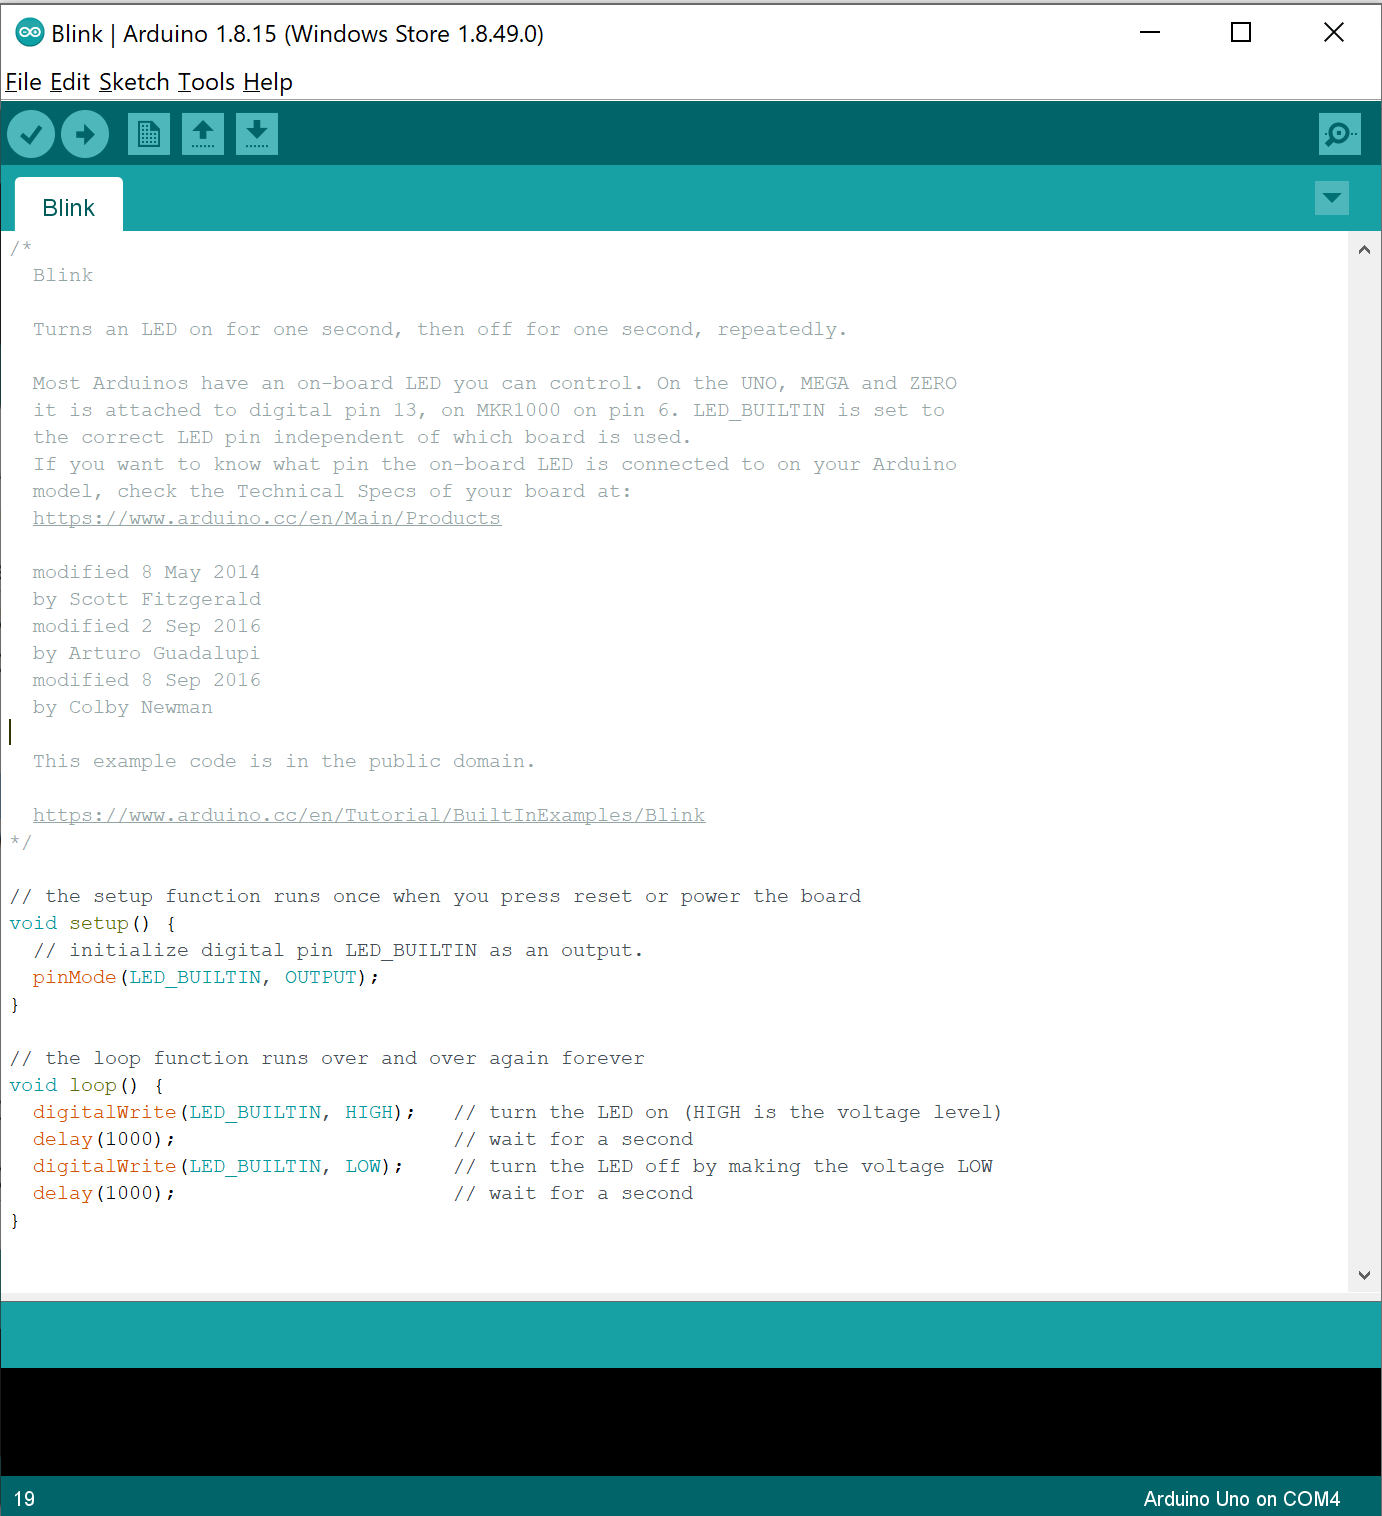 Blink | Arduino 1.8.15 (Windows Store 1.8.49.0)
File Edit Sketch Tools Help
Blink
/*
  Blink

  Turns an LED on for one second, then off for one second, repeatedly.

  Most Arduinos have an on-board LED you can control. On the UNO, MEGA and ZERO
  it is attached to digital pin 13, on MKR1000 on pin 6. LED_BUILTIN is set to
  the correct LED pin independent of which board is used.
  If you want to know what pin the on-board LED is connected to on your Arduino
  model, check the Technical Specs of your board at:
  https://www.arduino.cc/en/Main/Products

  modified 8 May 2014
  by Scott Fitzgerald
  modified 2 Sep 2016
  by Arturo Guadalupi
  modified 8 Sep 2016
  by Colby Newman

  This example code is in the public domain.

  https://www.arduino.cc/en/Tutorial/BuiltInExamples/Blink
*/

// the setup function runs once when you press reset or power the board
void setup() {
  // initialize digital pin LED_BUILTIN as an output.
  pinMode(LED_BUILTIN, OUTPUT);
}

// the loop function runs over and over again forever
void loop() {
  digitalWrite(LED_BUILTIN, HIGH);   // turn the LED on (HIGH is the voltage level)
  delay(1000);                       // wait for a second
  digitalWrite(LED_BUILTIN, LOW);    // turn the LED off by making the voltage LOW
  delay(1000);                       // wait for a second
}
19 Arduino Uno on COM4